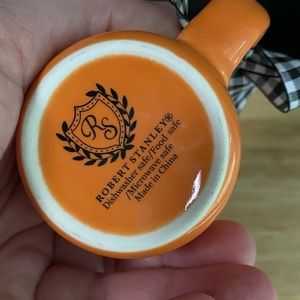 RS
ROBERT STANLEY®
Dishwasher safe/Food safe
/Microwave safe
Made in China